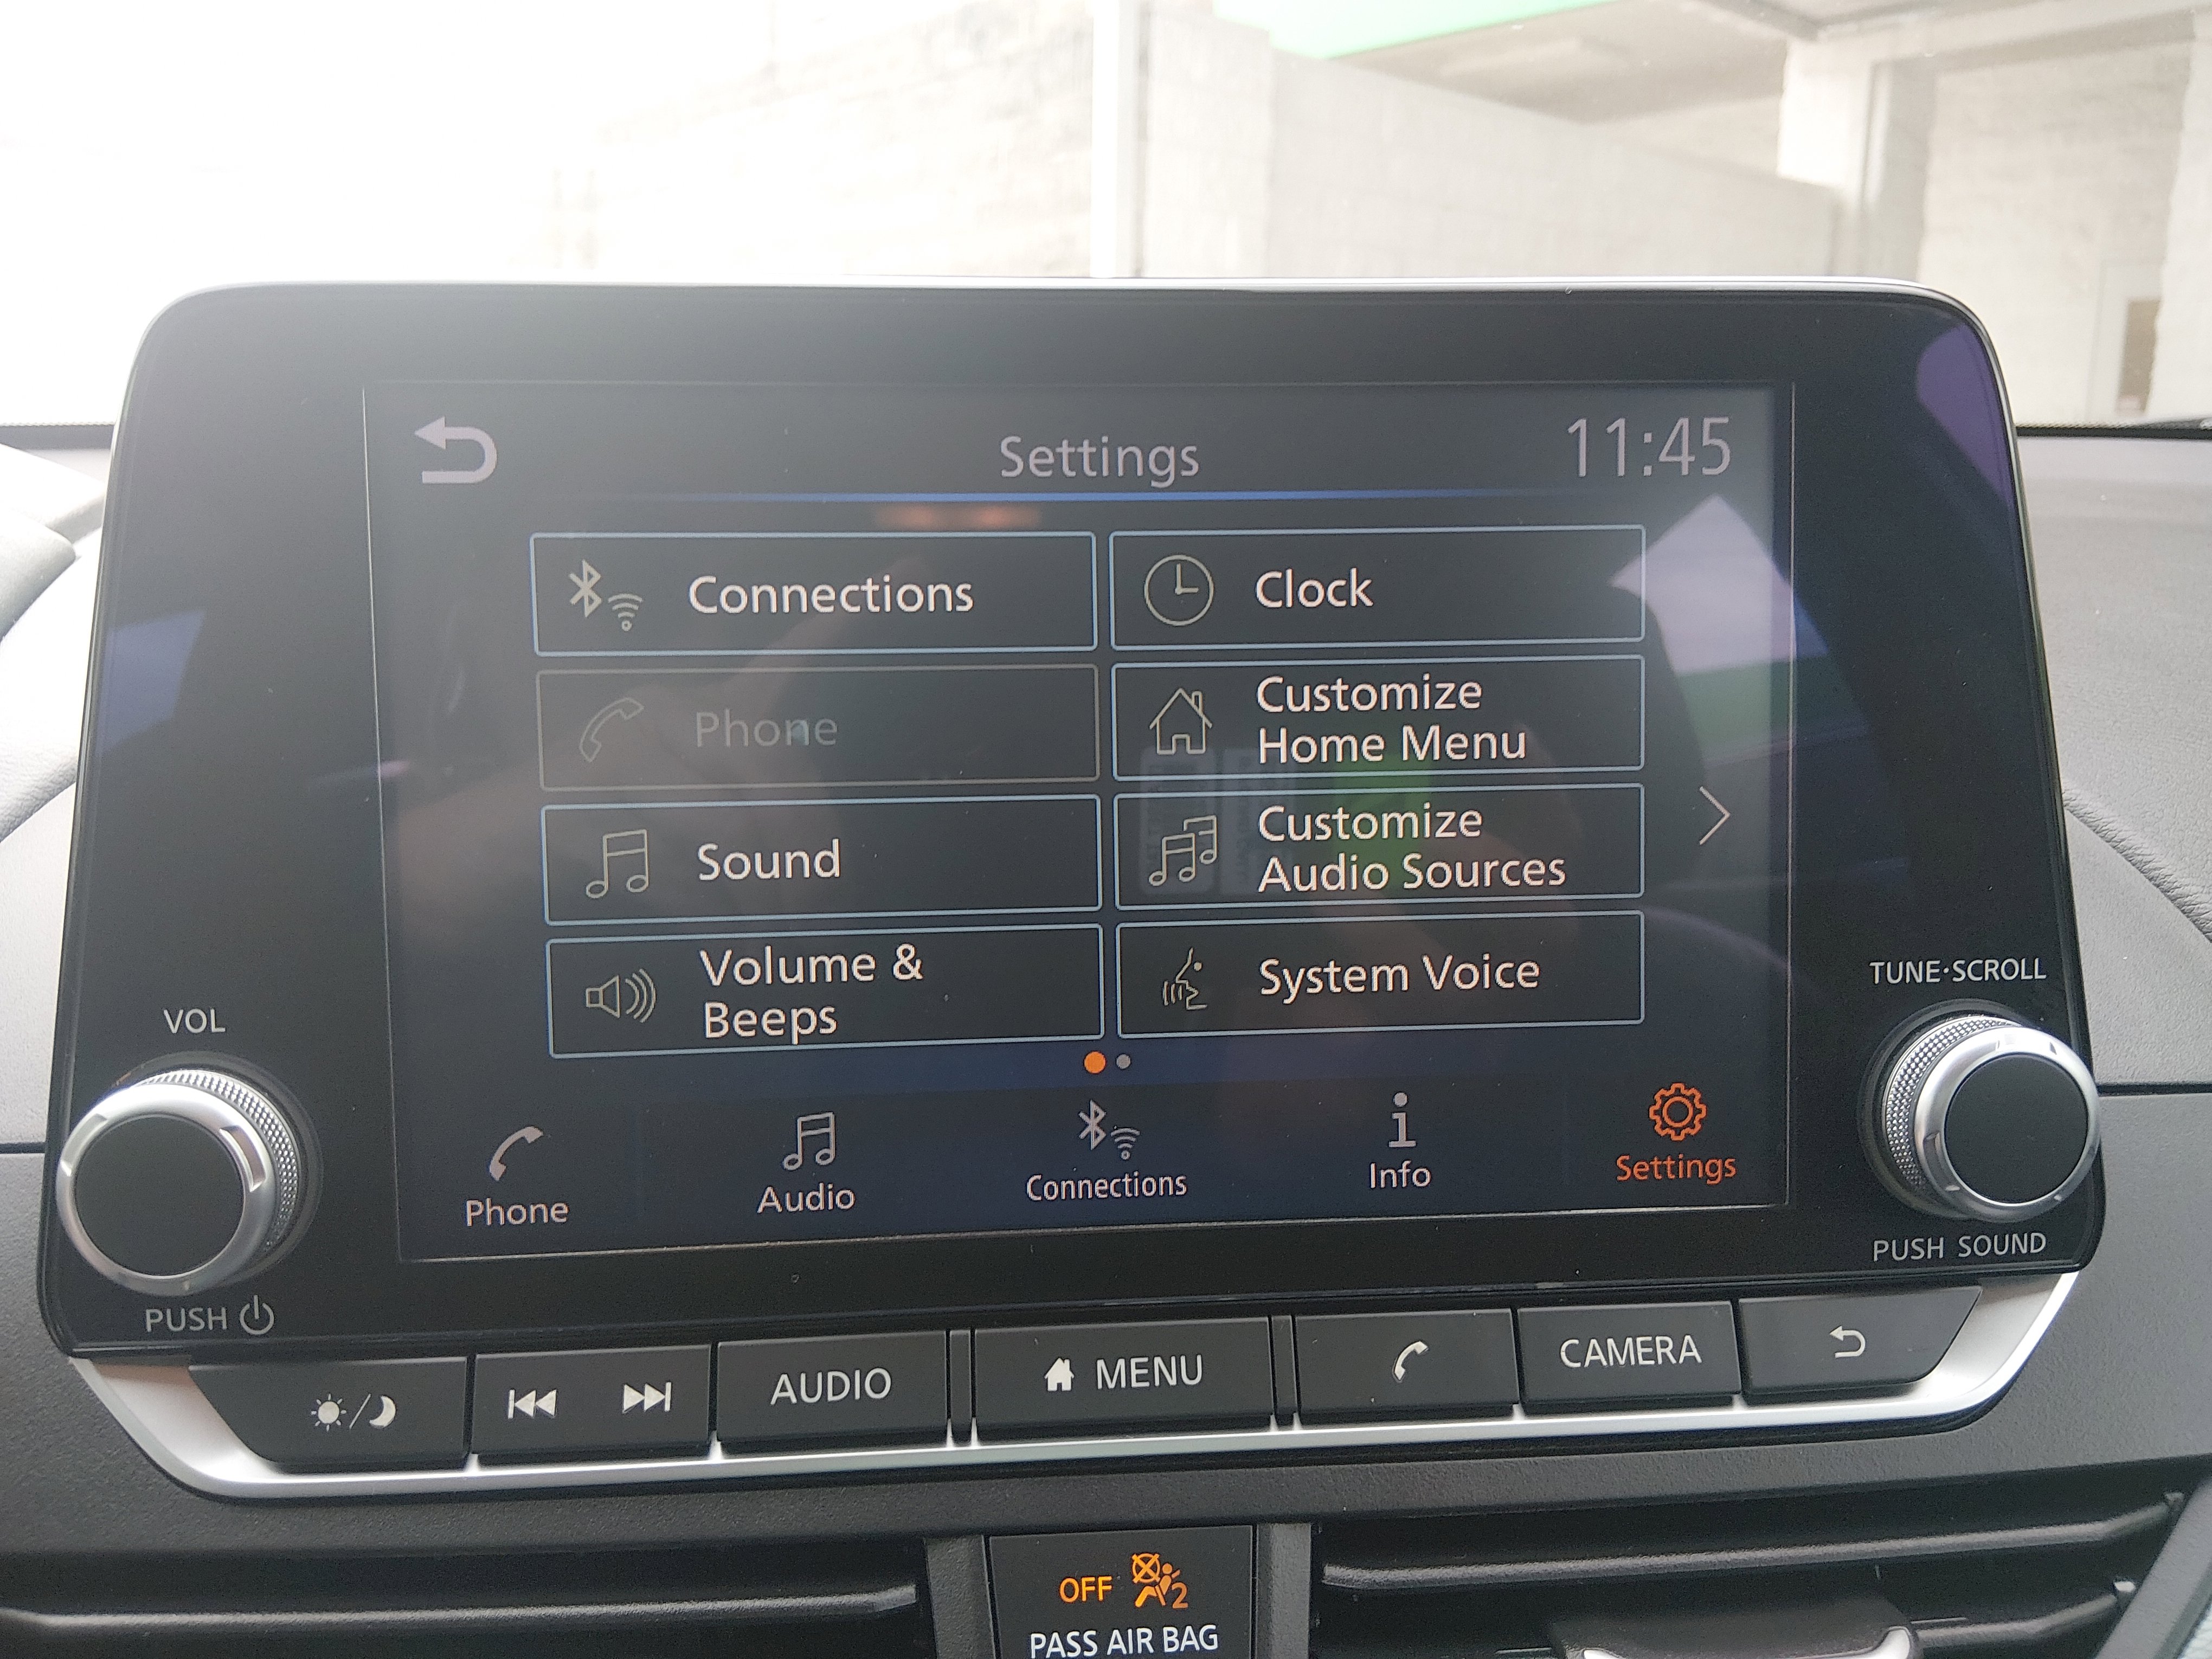 Settings
11:45
Connections
Clock
Phone
Customize
Home Menu
Sound
Customize
Audio Sources
Volume &
Beeps
System Voice
Phone
Audio
Connections
Info
Settings
VOL
PUSH
TUNE·SCROLL
PUSH SOUND
AUDIO
MENU
CAMERA
OFF
2
PASS AIR BAG